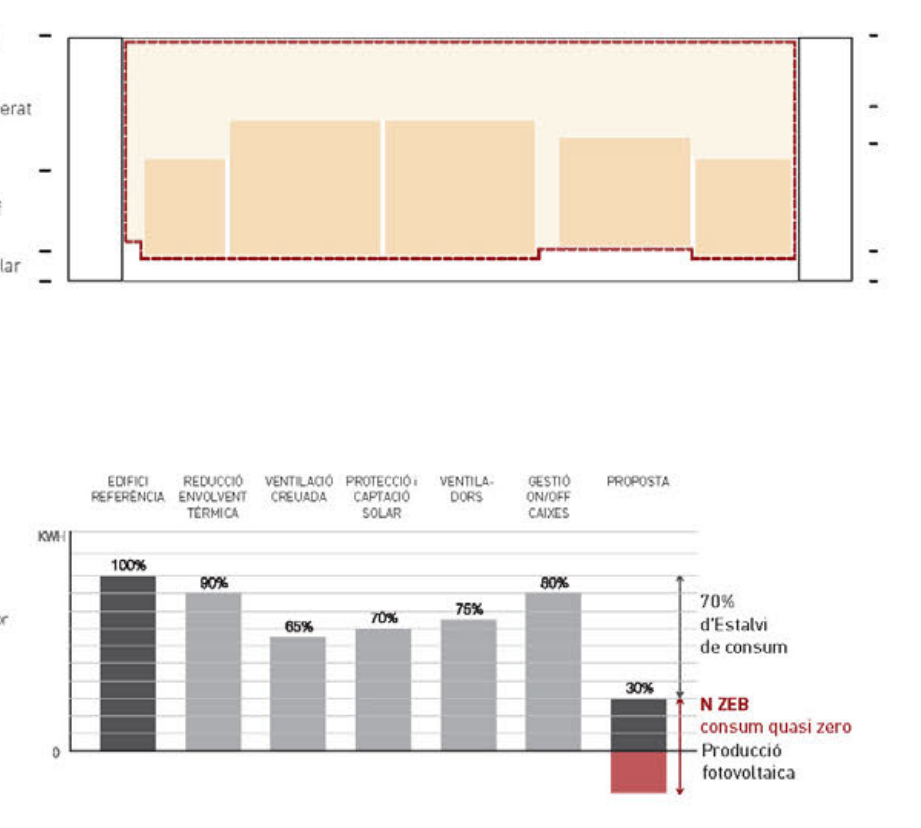 erat
lar
EDIFICI
REFERÈNCIA
REDUCCIÓ
ENVOLVENT
TÈRMICA
VENTILACIÓ
CREUADA
PROTECCIÓ i
CAPTACIÓ
SOLAR
VENTILA-
DORS
GESTIÓ
ON/OFF
CAIXES
PROPOSTA
KWH
100%
90%
65%
70%
75%
80%
30%
0
70%
d'Estalvi
de consum
N ZEB
consum quasi zero
Producció
fotovoltaica